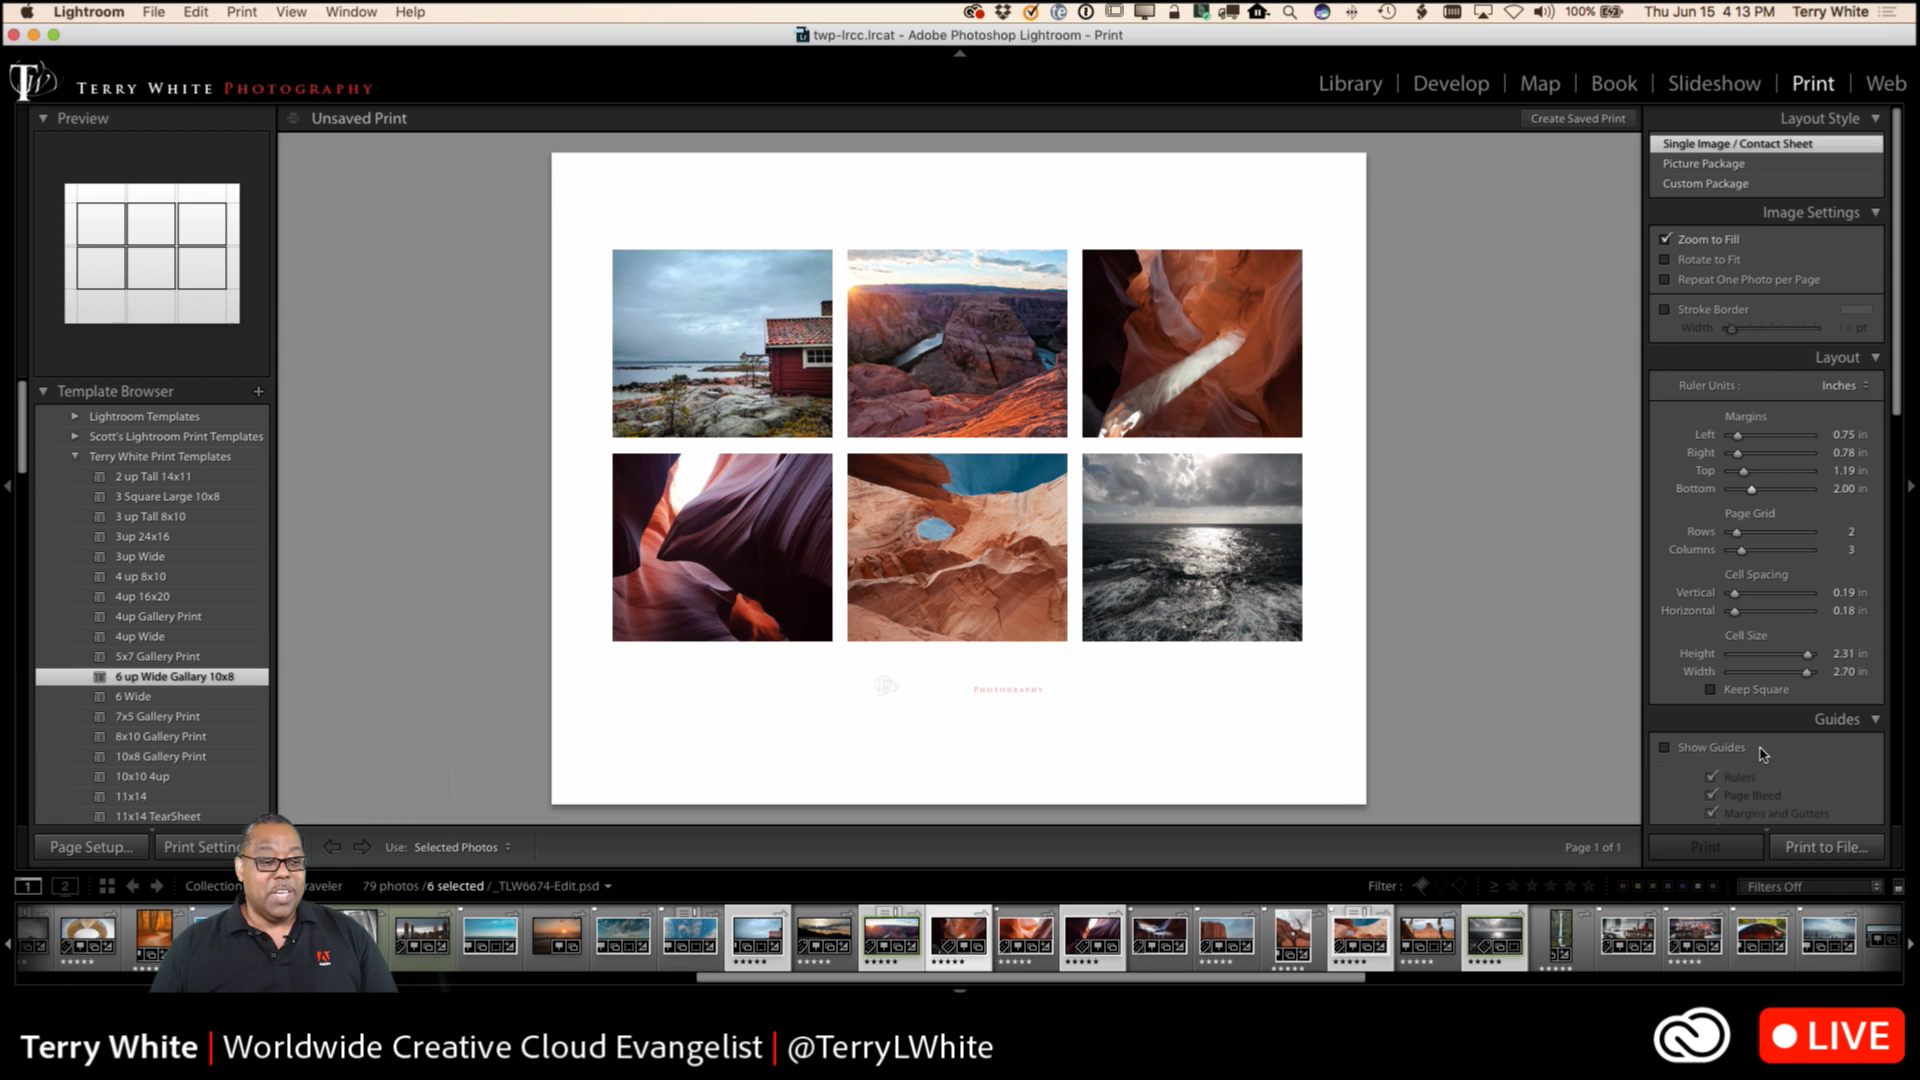 Lightroom File Edit Print View Window Help
100% Thu Jun 15 4 13 PM Terry White
twp-lrcc.lrcat - Adobe Photoshop Lightroom - Print
TW TERRY WHITE PHOTOGRAPHY
Library | Develop | Map | Book | Slideshow | Print | Web
Preview
Unsaved Print
Create Saved Print
Layout Style
Single Image / Contact Sheet
Picture Package
Custom Package
Image Settings
Zoom to Fill
Rotate to Fit
Repeat One Photo per Page
Stroke Border
Width 1.0 pt
Layout
Ruler Units : Inches
Margins
Left 0.75 in
Right 0.78 in
Top 1.19 in
Bottom 2.00 in
Page Grid
Rows 2
Columns 3
Cell Spacing
Vertical 0.19 in
Horizontal 0.18 in
Cell Size
Height 2.31 in
Width 2.70 in
Keep Square
Guides
Show Guides
Rulers
Page Bleed
Margins and Gutters
Print Print to File...
Template Browser +
Lightroom Templates
Scott's Lightroom Print Templates
Terry White Print Templates
2 up Tall 14x11
3 Square Large 10x8
3 up Tall 8x10
3up 24x16
3up Wide
4 up 8x10
4up 16x20
4up Gallery Print
4up Wide
5x7 Gallery Print
6 up Wide Gallary 10x8
6 Wide
7x5 Gallery Print
8x10 Gallery Print
10x8 Gallery Print
10x10 4up
11x14
11x14 TearSheet
PHOTOGRAPHY
Page Setup... Print Settin
Use: Selected Photos
Page 1 of 1
1 2 Collection raveler 79 photos / 6 selected / _TLW6674-Edit.psd
Filter : ≥ Filters Off
Terry White | Worldwide Creative Cloud Evangelist | @TerryLWhite
LIVE